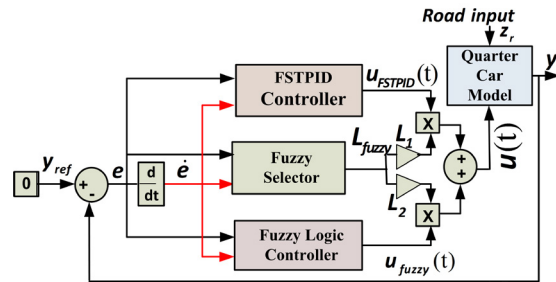 Road input
z_r
y
FSTPID
Controller
u_FSTPID(t)
Quarter
Car
Model
X
L_fuzzy
L_1
y_ref
e
d
dt
ė
Fuzzy
Selector
+
+
u(t)
0
+
-
L_2
X
Fuzzy Logic
Controller
u_fuzzy(t)